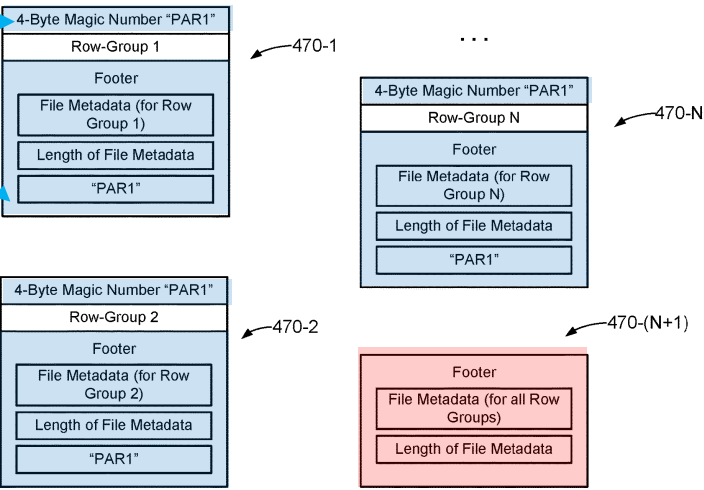 4-Byte Magic Number “PAR1”
Row-Group 1
Footer
File Metadata (for Row
Group 1)
Length of File Metadata
“PAR1”
470-1
...
4-Byte Magic Number “PAR1”
Row-Group N
Footer
File Metadata (for Row
Group N)
Length of File Metadata
“PAR1”
470-N
4-Byte Magic Number “PAR1”
Row-Group 2
Footer
File Metadata (for Row
Group 2)
Length of File Metadata
“PAR1”
470-2
470-(N+1)
Footer
File Metadata (for all Row
Groups)
Length of File Metadata